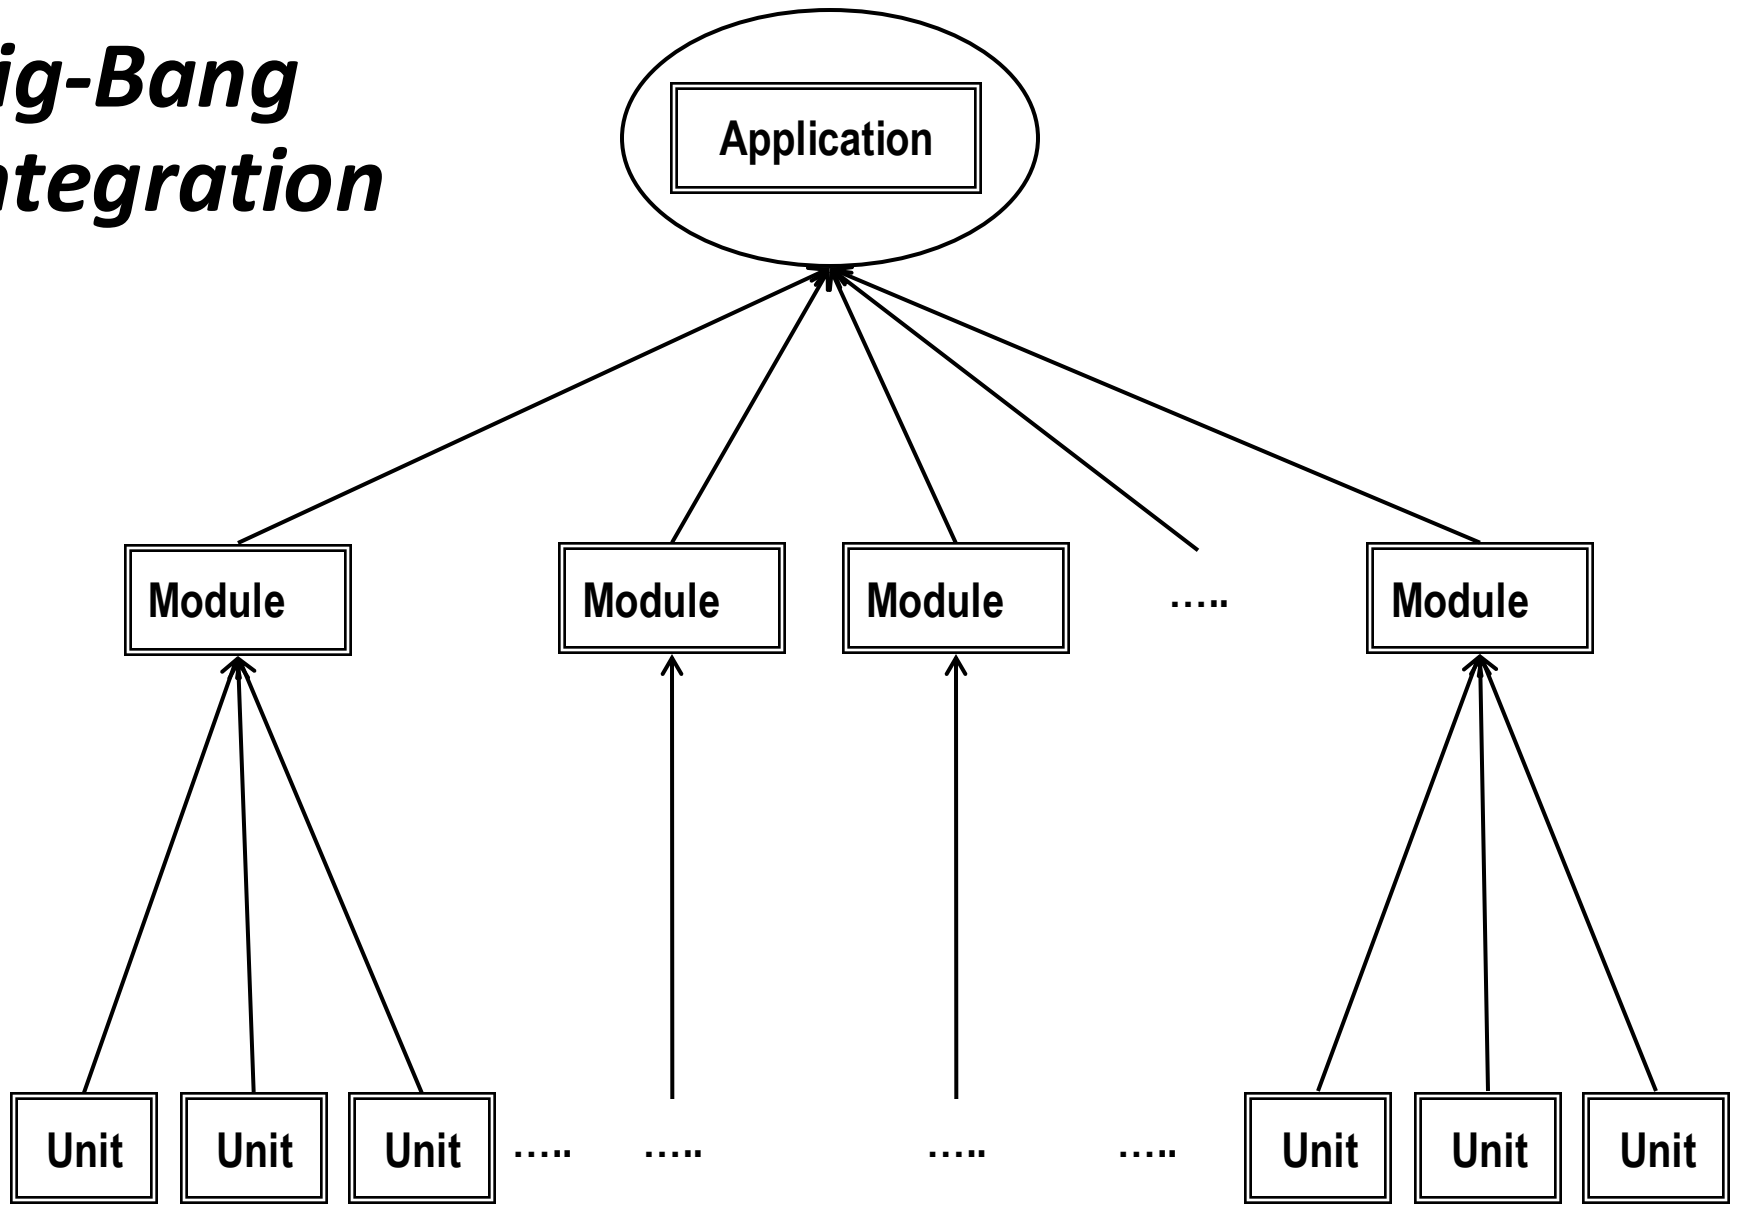 ig-Bang
ntegration
Application
Module Module Module ..... Module
Unit Unit Unit ..... ..... ..... ..... Unit Unit Unit